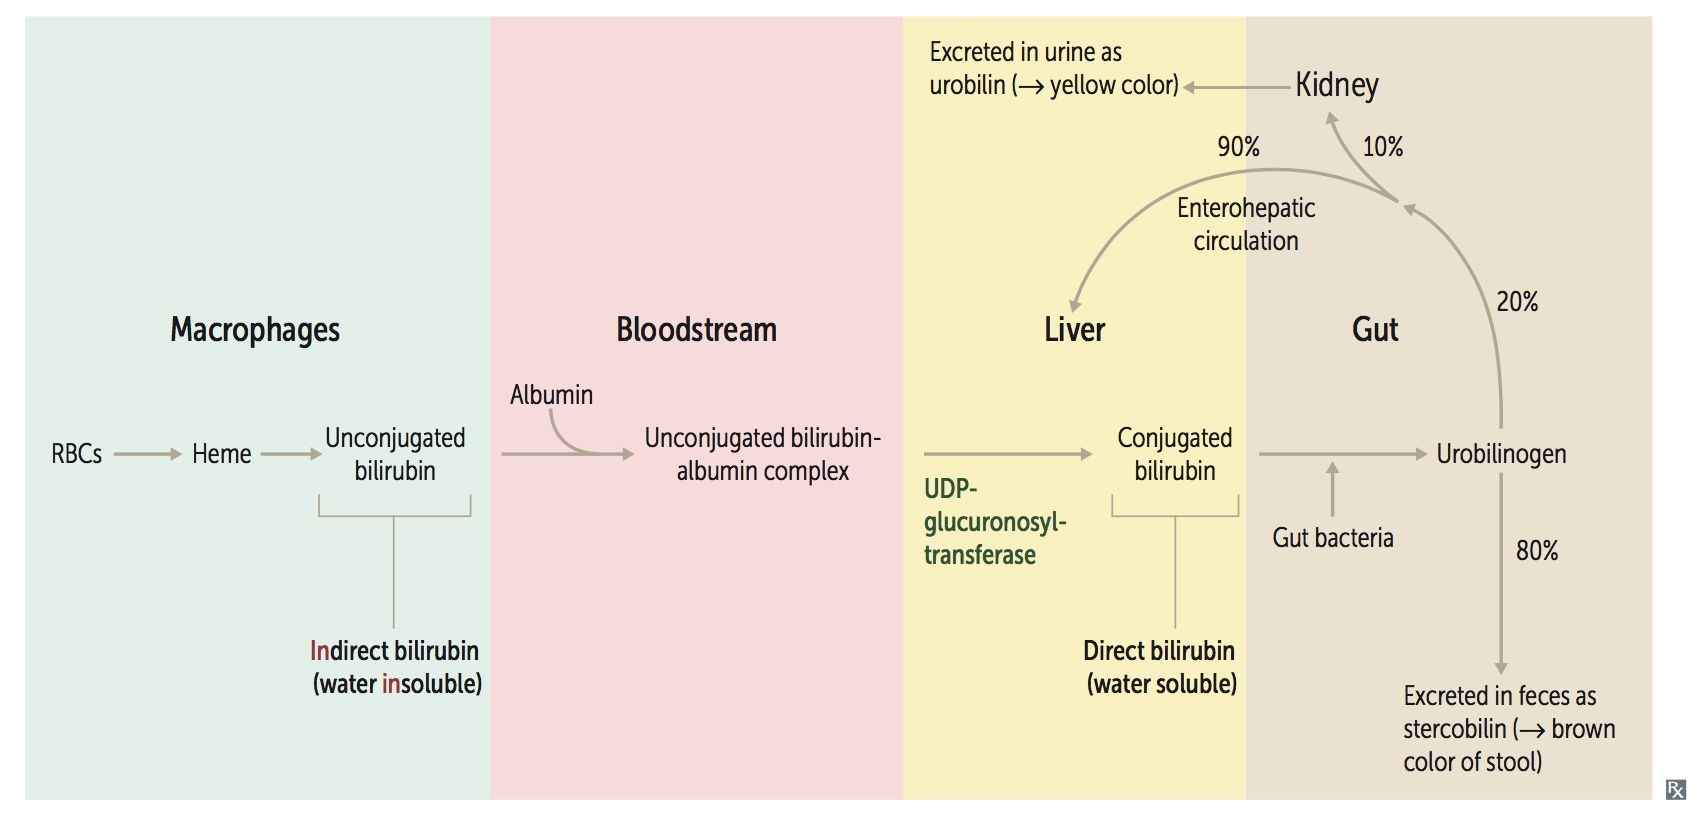 Excreted in urine as
urobilin (→ yellow color)
Kidney
90%
10%
Enterohepatic
circulation
20%
Macrophages
Bloodstream
Liver
Gut
Albumin
RBCs
Heme
Unconjugated
bilirubin
Unconjugated bilirubin-
albumin complex
Conjugated
bilirubin
Urobilinogen
UDP-
glucuronosyl-
transferase
Gut bacteria
80%
Indirect bilirubin
(water insoluble)
Direct bilirubin
(water soluble)
Excreted in feces as
stercobilin (→ brown
color of stool)
Rx